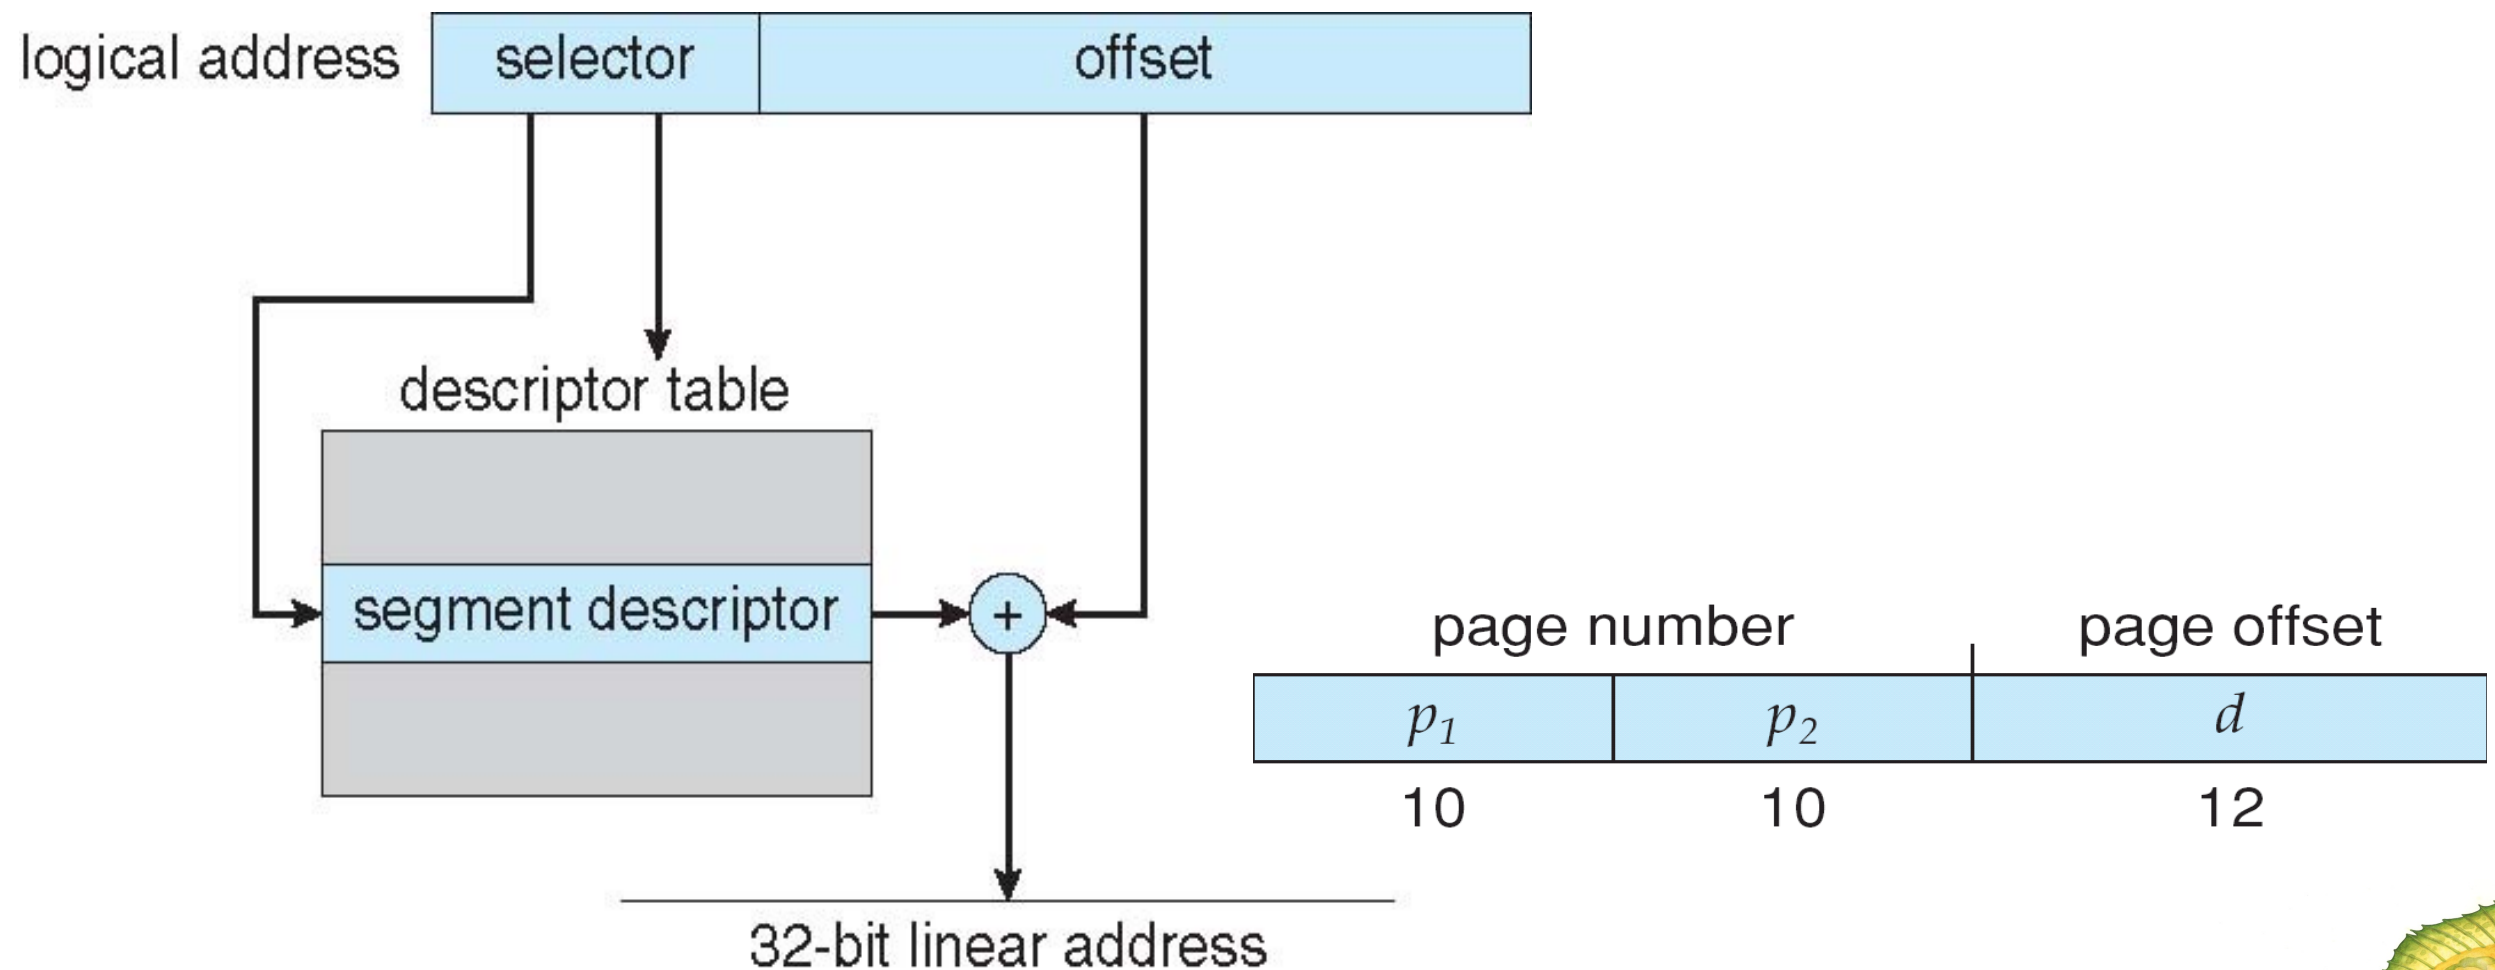 logical address selector offset
descriptor table
segment descriptor +
page number page offset
p1 p2 d
10 10 12
32-bit linear address